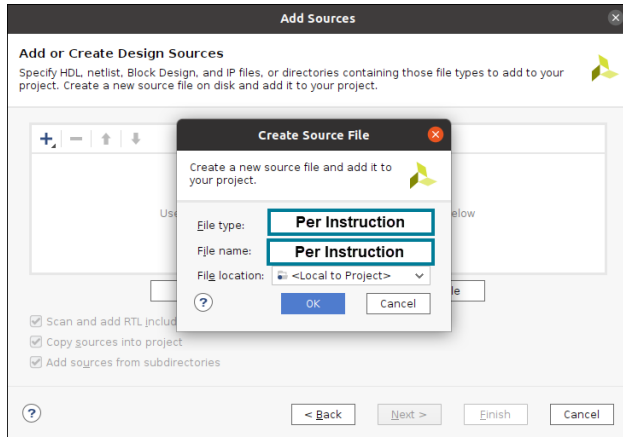 Add Sources
Add or Create Design Sources
Specify HDL, netlist, Block Design, and IP files, or directories containing those file types to add to your
project. Create a new source file on disk and add it to your project.
Create Source File
Create a new source file and add it to
your project.
Use
elow
File type:
Per Instruction
File name:
Per Instruction
File location:
<Local to Project>
le
?
OK
Cancel
Scan and add RTL includ
Copy sources into project
Add sources from subdirectories
?
< Back
Next >
Finish
Cancel